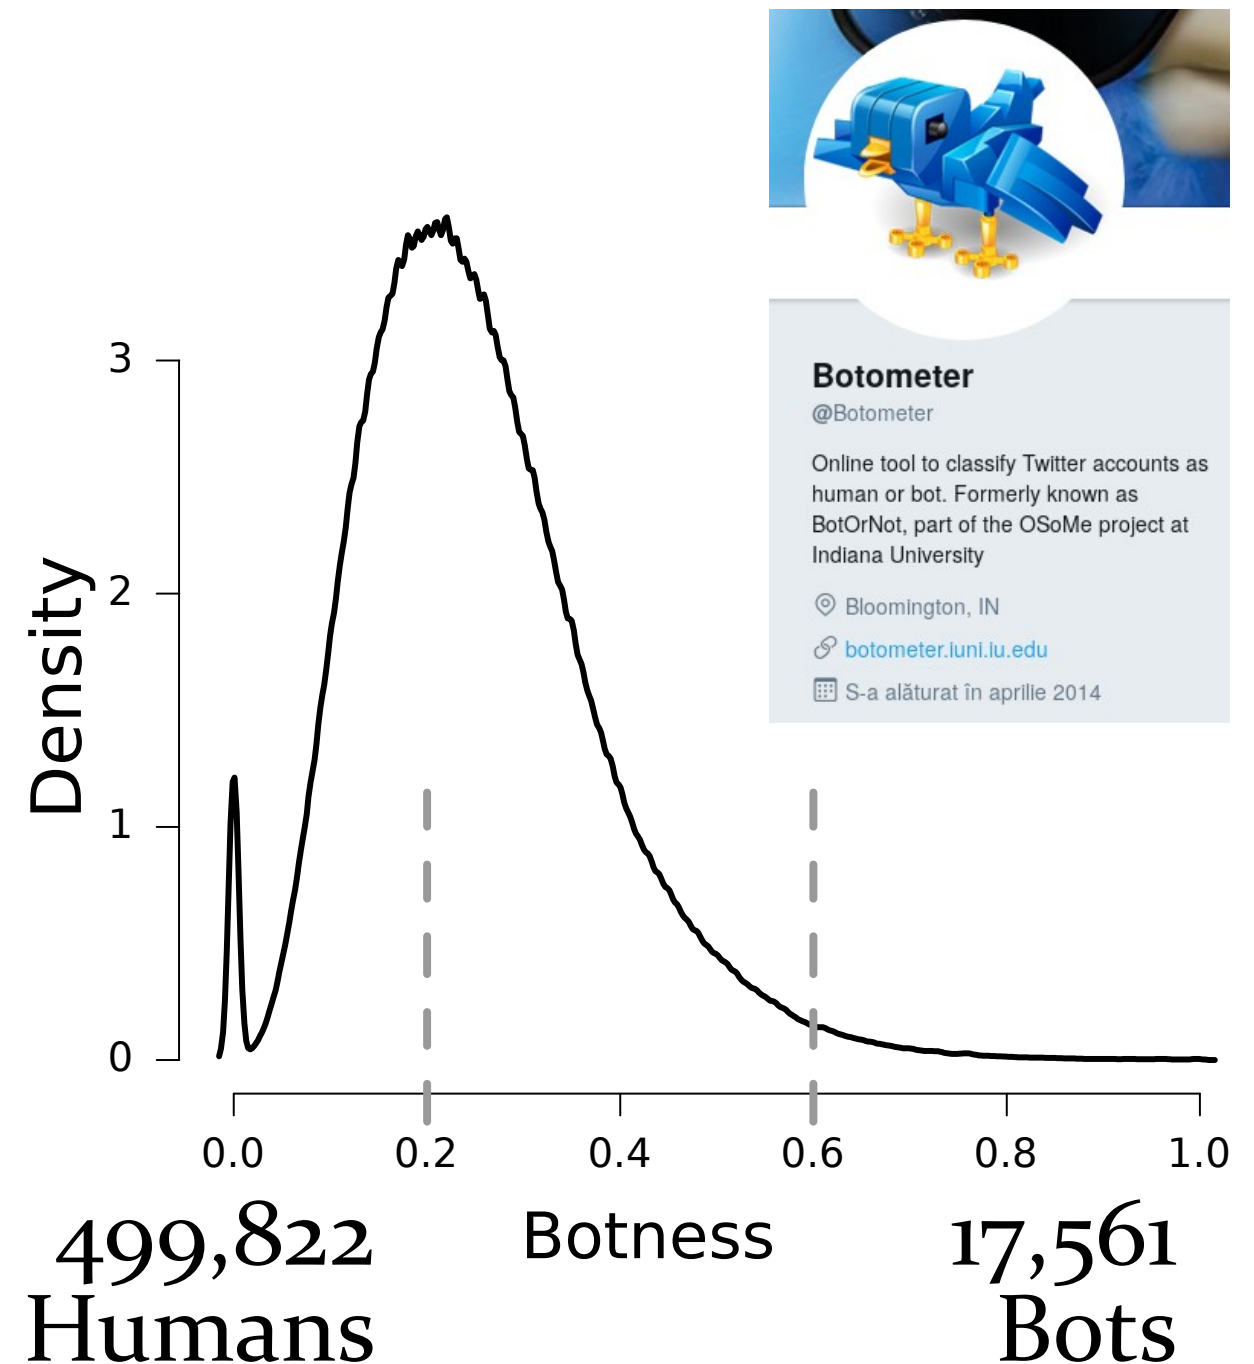 Botometer
@Botometer
Online tool to classify Twitter accounts as
human or bot. Formerly known as
BotOrNot, part of the OSoMe project at
Indiana University
Bloomington, IN
botometer.iuni.iu.edu
S-a alăturat în aprilie 2014
Density
3
2
1
0
0.0 0.2 0.4 0.6 0.8 1.0
Botness
499,822
Humans
17,561
Bots